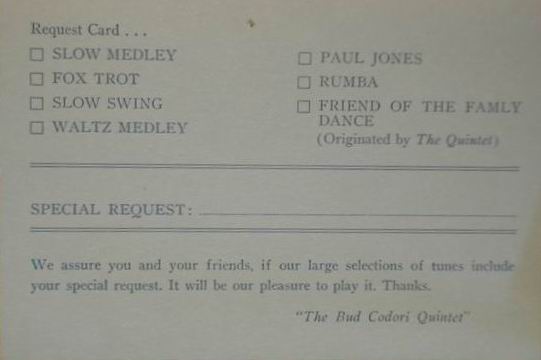 Request Card . . .
☐ SLOW MEDLEY
☐ FOX TROT
☐ SLOW SWING
☐ WALTZ MEDLEY
☐ PAUL JONES
☐ RUMBA
☐ FRIEND OF THE FAMLY
DANCE
(Originated by The Quintet)
SPECIAL REQUEST:
We assure you and your friends, if our large selections of tunes include
your special request. It will be our pleasure to play it. Thanks.
"The Bud Codori Quintet"